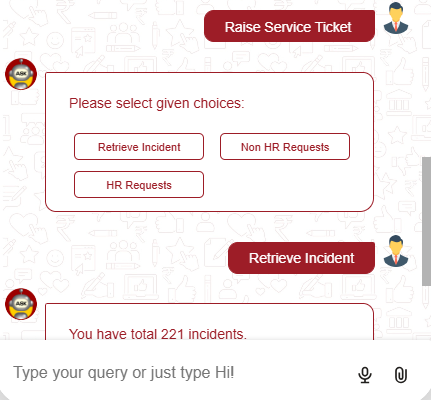 Raise Service Ticket
ASK
Please select given choices:
Retrieve Incident
Non HR Requests
HR Requests
Retrieve Incident
ASK
You have total 221 incidents.
Type your query or just type Hi!